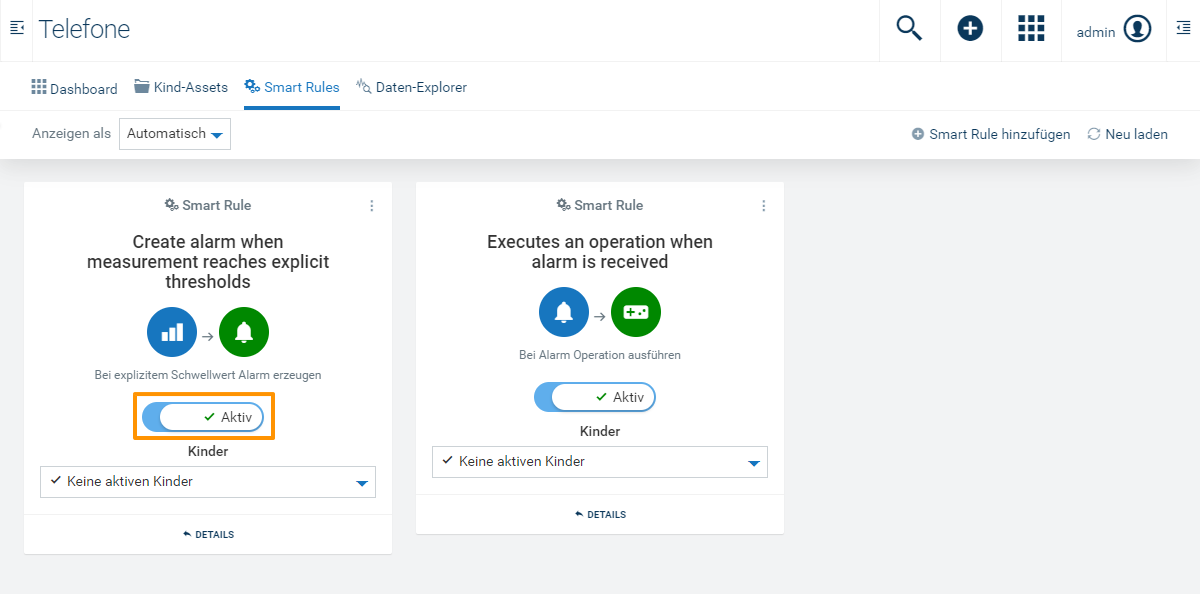 Telefone
admin
Dashboard
Kind-Assets
Smart Rules
Daten-Explorer
Anzeigen als
Automatisch
Smart Rule hinzufügen
Neu laden
Smart Rule
Create alarm when
measurement reaches explicit
thresholds
Bei explizitem Schwellwert Alarm erzeugen
Aktiv
Kinder
Keine aktiven Kinder
DETAILS
Smart Rule
Executes an operation when
alarm is received
Bei Alarm Operation ausführen
Aktiv
Kinder
Keine aktiven Kinder
DETAILS